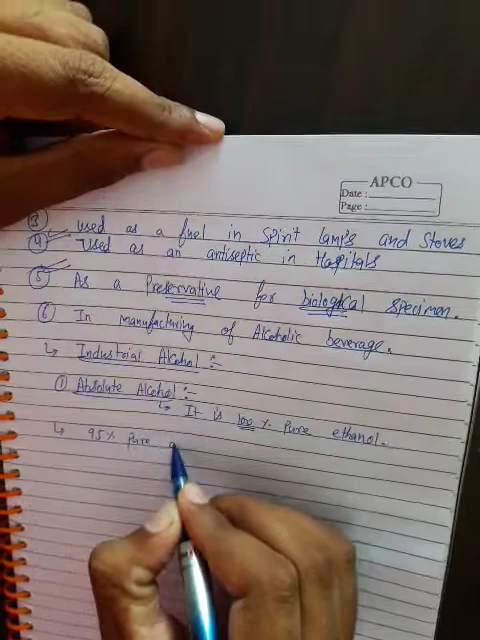 APCO
Date:
Page:
③ Used as a fuel in Spirit lamps and Stoves
④ Used as an antiseptic in Hospitals
⑤ As a Preservative for biological Specimen.
⑥ In manufacturing of Alcoholic beverage.
↳ Industrial Alcohol :-
① Absolute Alcohol :-
↳ It is 100 % Pure ethanol.
↳ 95% Pure